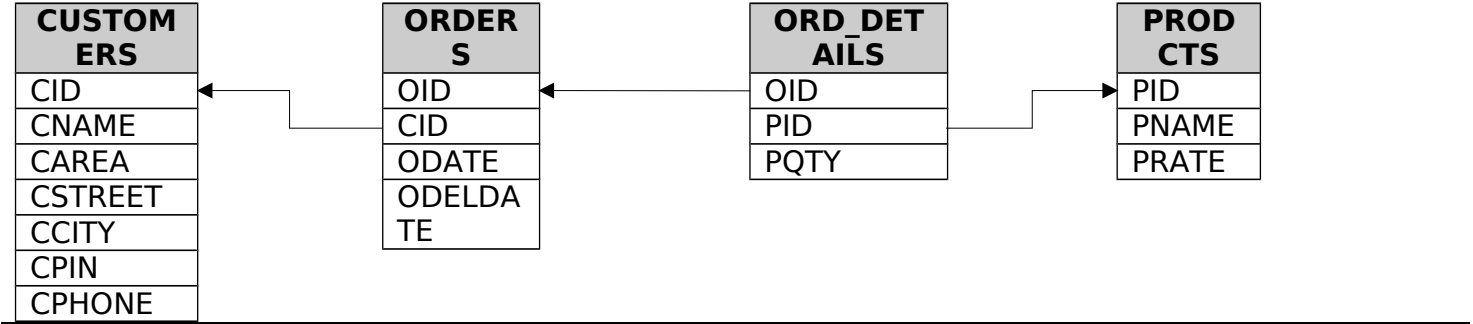 CUSTOM
ERS
CID
CNAME
CAREA
CSTREET
CCITY
CPIN
CPHONE
ORDER
S
OID
CID
ODATE
ODELDA
TE
ORD_DET
AILS
OID
PID
PQTY
PROD
CTS
PID
PNAME
PRATE